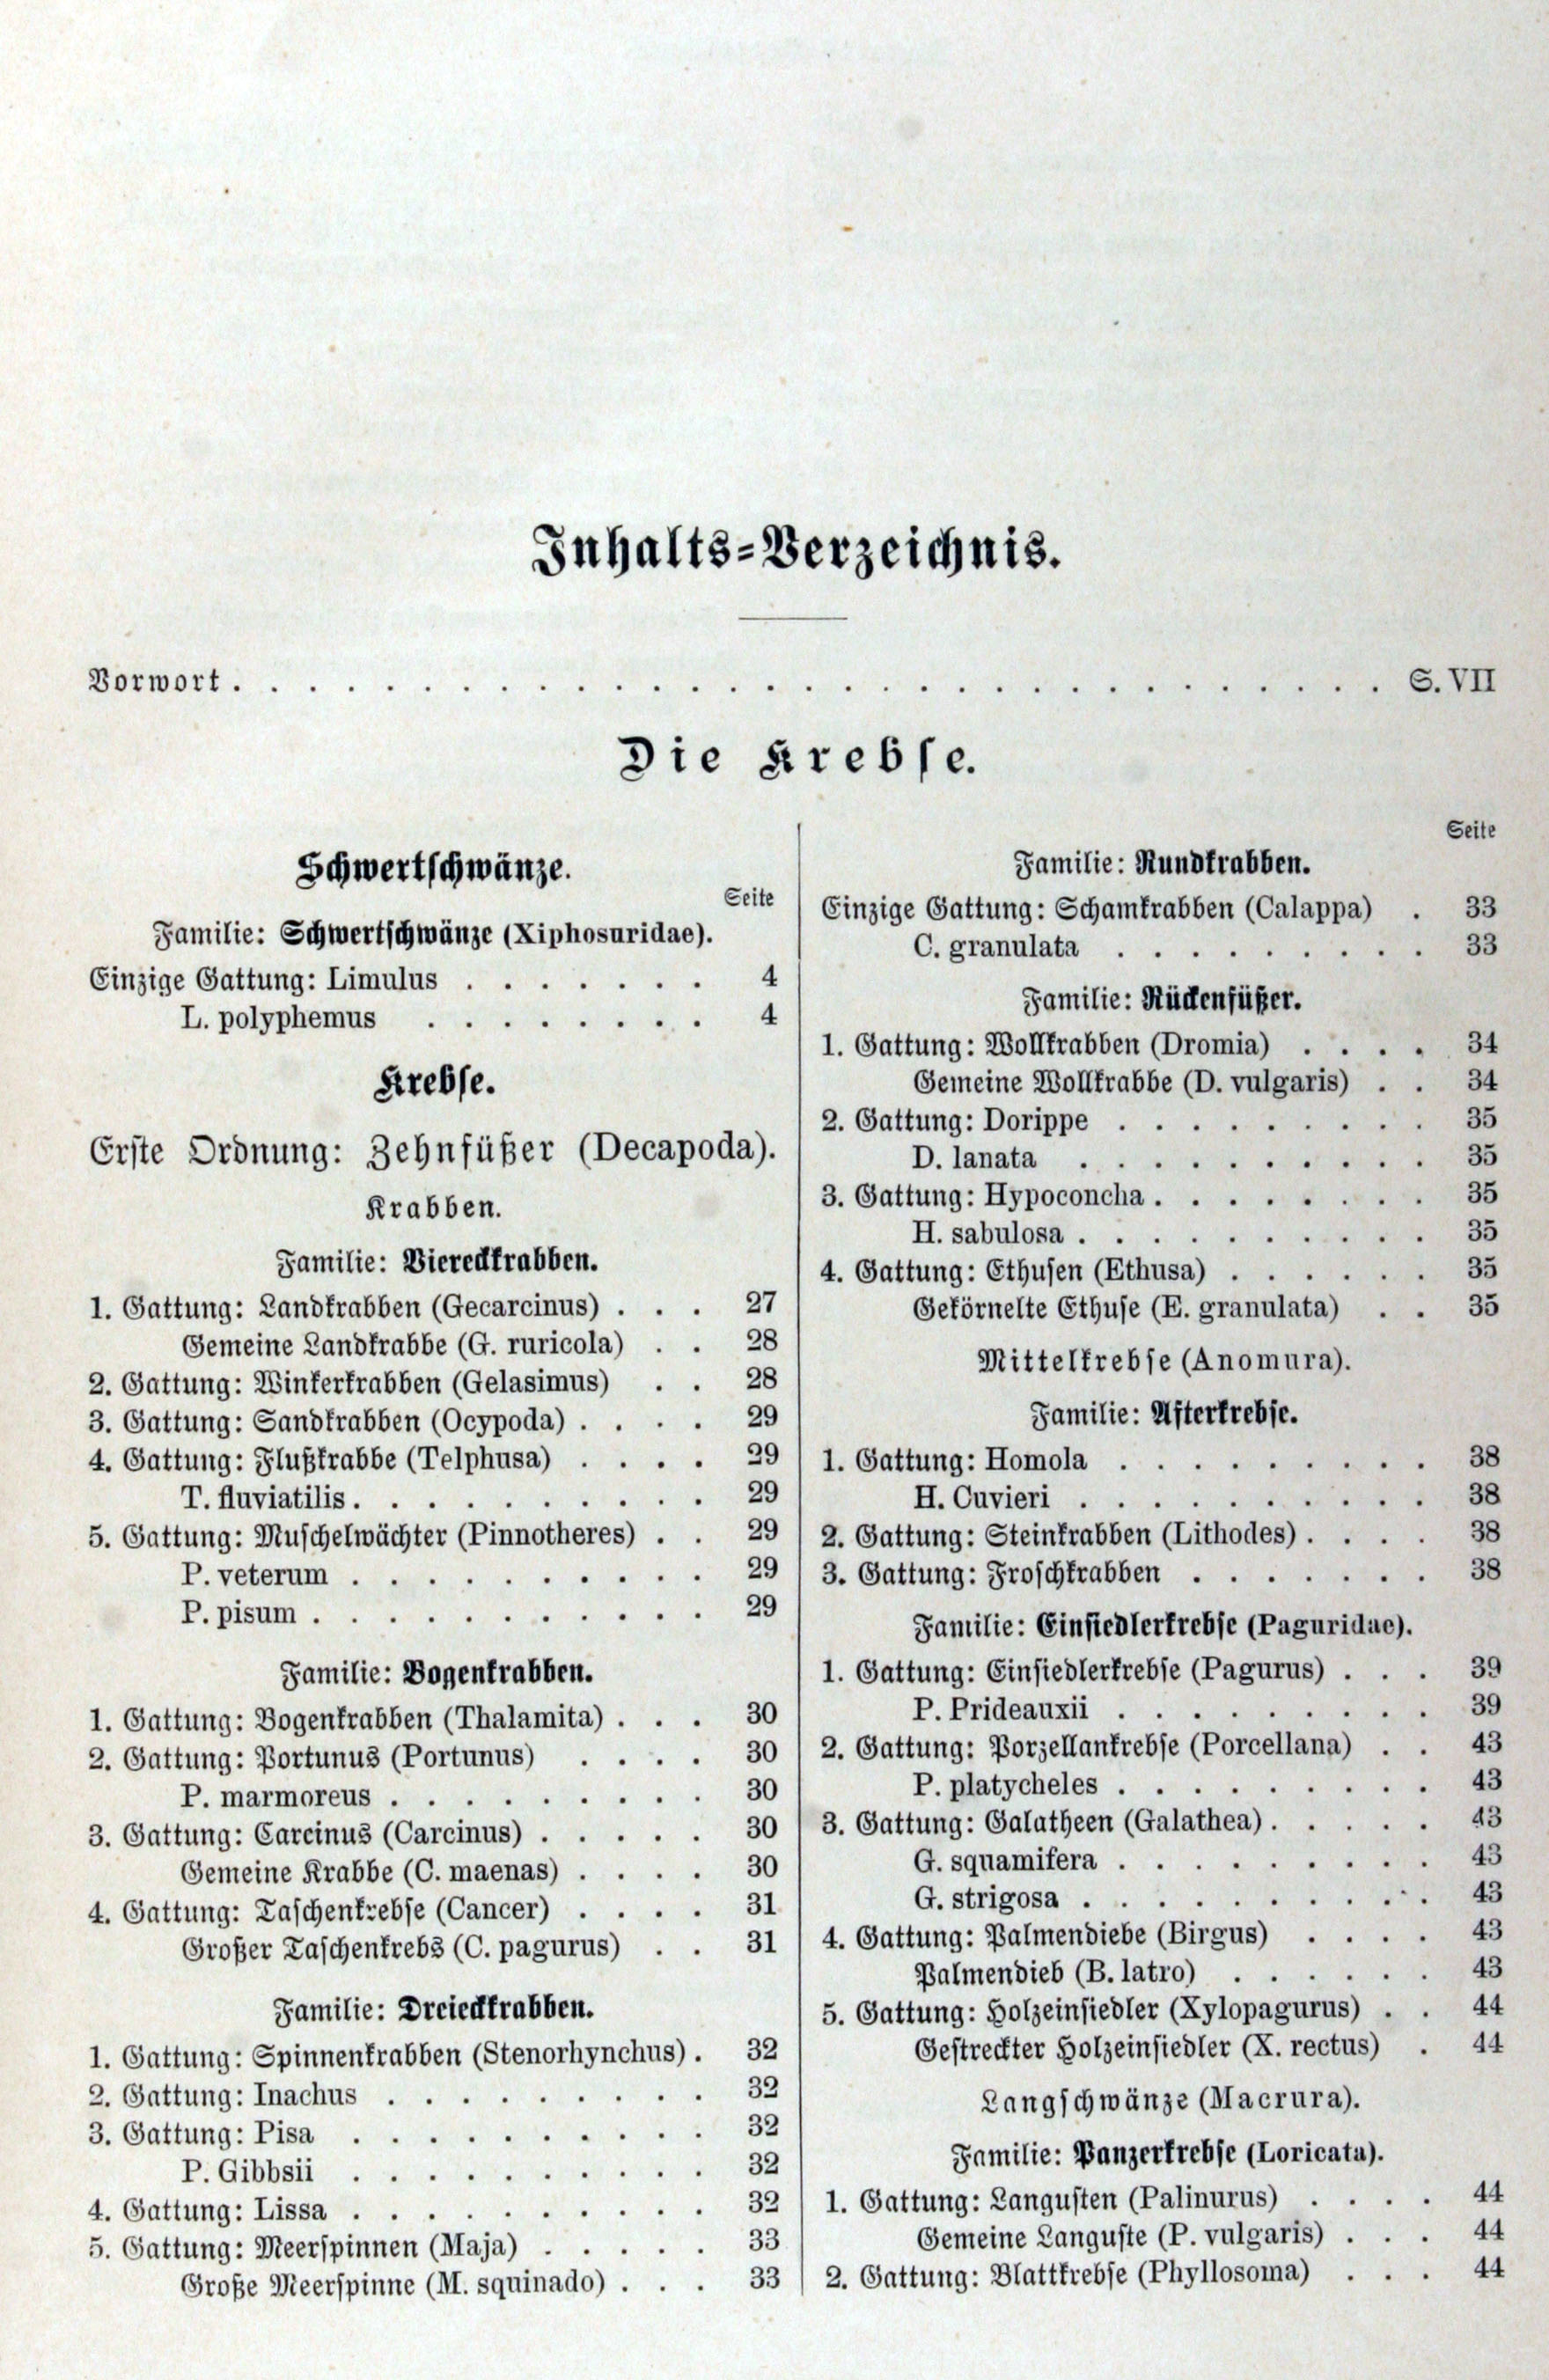 Inhalts-Verzeichnis.
Vorwort . . . . . . . . . . . . . . . . . . . . . . . . . . . . . . . S. VII
Die Krebse.
Schwertschwänze.
Seite
Familie: Schwertschwänze (Xiphosuridae).
Einzige Gattung: Limulus . . . . . . . 4
L. polyphemus . . . . . . . . 4
Krebse.
Erste Ordnung: Zehnfüßer (Decapoda).
Krabben.
Familie: Viereckkrabben.
1. Gattung: Landkrabben (Gecarcinus) . . . 27
Gemeine Landkrabbe (G. ruricola) . . 28
2. Gattung: Winkerkrabben (Gelasimus) . . 28
3. Gattung: Sandkrabben (Ocypoda) . . . . 29
4. Gattung: Flußkrabbe (Telphusa) . . . . 29
T. fluviatilis . . . . . . . . . . 29
5. Gattung: Muschelwächter (Pinnotheres) . . 29
P. veterum . . . . . . . . . . 29
P. pisum . . . . . . . . . . . 29
Familie: Bogenkrabben.
1. Gattung: Bogenkrabben (Thalamita) . . . 30
2. Gattung: Portunus (Portunus) . . . . 30
P. marmoreus . . . . . . . . . 30
3. Gattung: Carcinus (Carcinus) . . . . . 30
Gemeine Krabbe (C. maenas) . . . . 30
4. Gattung: Taschenkrebse (Cancer) . . . . 31
Großer Taschenkrebs (C. pagurus) . . 31
Familie: Dreieckkrabben.
1. Gattung: Spinnenkrabben (Stenorhynchus) . 32
2. Gattung: Inachus . . . . . . . . . 32
3. Gattung: Pisa . . . . . . . . . . 32
P. Gibbsii . . . . . . . . . . 32
4. Gattung: Lissa . . . . . . . . . . 32
5. Gattung: Meerspinnen (Maja) . . . . . 33
Große Meerspinne (M. squinado) . . . 33
Seite
Familie: Rundkrabben.
Einzige Gattung: Schamkrabben (Calappa) . 33
C. granulata . . . . . . . . . 33
Familie: Rückenfüßer.
1. Gattung: Wollkrabben (Dromia) . . . . 34
Gemeine Wollkrabbe (D. vulgaris) . . 34
2. Gattung: Dorippe . . . . . . . . . 35
D. lanata . . . . . . . . . . 35
3. Gattung: Hypoconcha . . . . . . . . 35
H. sabulosa . . . . . . . . . . 35
4. Gattung: Ethusen (Ethusa) . . . . . . 35
Gekörnelte Ethuse (E. granulata) . . 35
Mittelkrebse (Anomura).
Familie: Afterkrebse.
1. Gattung: Homola . . . . . . . . . 38
H. Cuvieri . . . . . . . . . . 38
2. Gattung: Steinkrabben (Lithodes) . . . . 38
3. Gattung: Froschkrabben . . . . . . . 38
Familie: Einsiedlerkrebse (Paguridae).
1. Gattung: Einsiedlerkrebse (Pagurus) . . . 39
P. Prideauxii . . . . . . . . . 39
2. Gattung: Porzellankrebse (Porcellana) . . 43
P. platycheles . . . . . . . . . 43
3. Gattung: Galatheen (Galathea) . . . . . 43
G. squamifera . . . . . . . . . 43
G. strigosa . . . . . . . . . . 43
4. Gattung: Palmendiebe (Birgus) . . . . 43
Palmendieb (B. latro) . . . . . . 43
5. Gattung: Holzeinsiedler (Xylopagurus) . . 44
Gestreckter Holzeinsiedler (X. rectus) . 44
Langschwänze (Macrura).
Familie: Panzerkrebse (Loricata).
1. Gattung: Langusten (Palinurus) . . . . 44
Gemeine Languste (P. vulgaris) . . . 44
2. Gattung: Blattkrebse (Phyllosoma) . . . 44